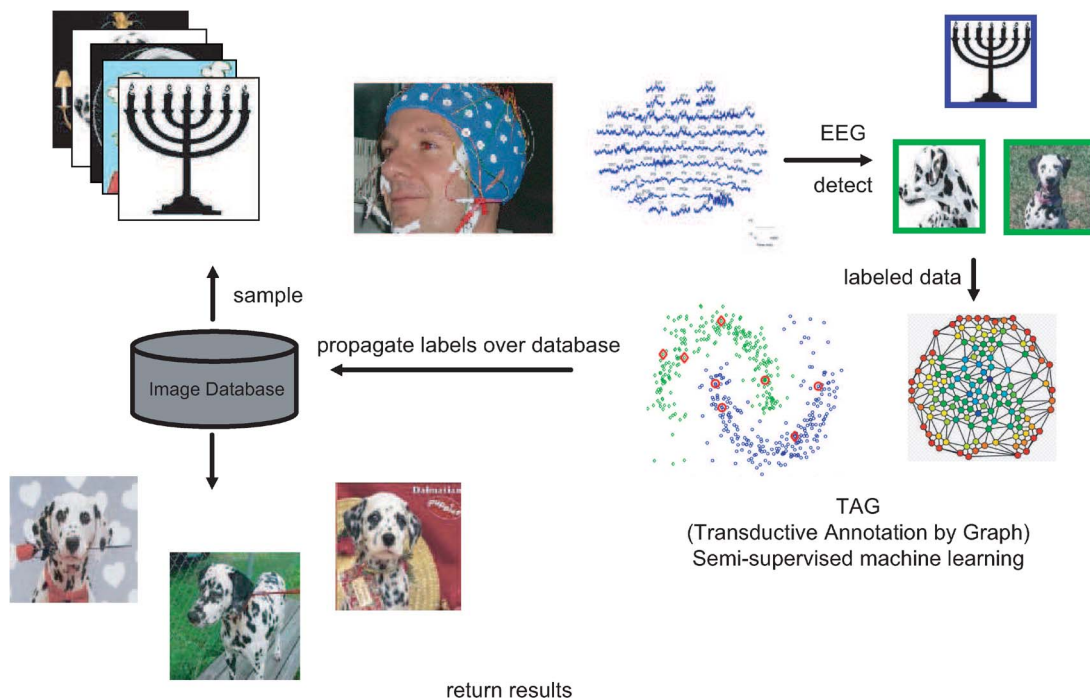 EEG
detect
labeled data
sample
propagate labels over database
Image Database
Dalmatian
puppies
TAG
(Transductive Annotation by Graph)
Semi-supervised machine learning
return results